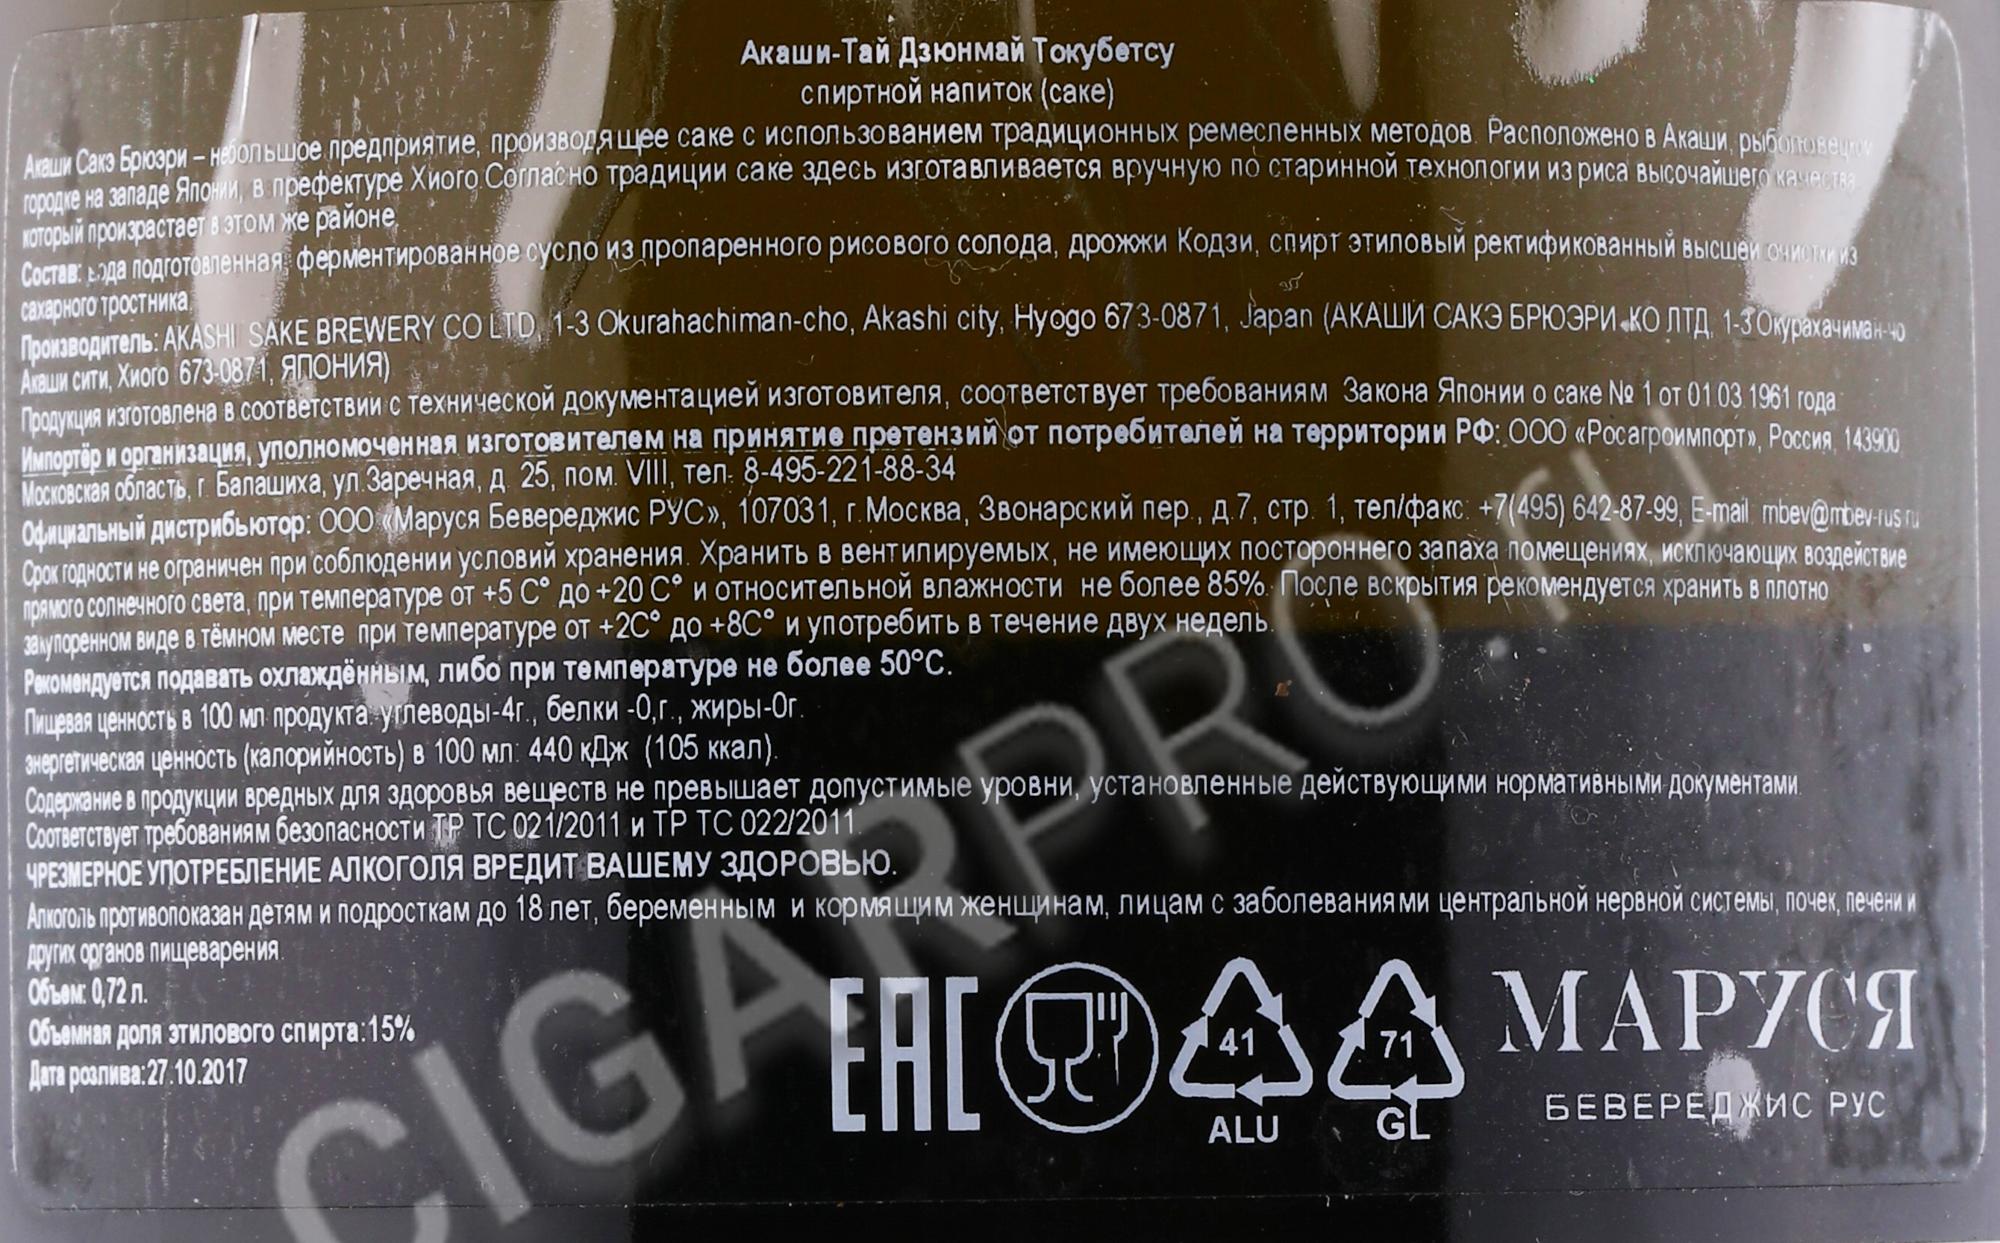 Акаши-Тай Дзюнмай Токубетсу
спиртной напиток (саке)
Акаши Сакэ Брюэри – небольшое предприятие, производящее саке с использованием традиционных ремесленных методов. Расположено в Акаши, рыболовецком
городке на западе Японии, в префектуре Хиого.Согласно традиции саке здесь изготавливается вручную по старинной технологии из риса высочайшего качества,
который произрастает в этом же районе.
Состав: вода подготовленная, ферментированное сусло из пропаренного рисового солода, дрожжи Кодзи, спирт этиловый ректификованный высшей очистки из
сахарного тростника.
Производитель: AKASHI SAKE BREWERY CO LTD, 1-3 Okurahachiman-cho, Akashi city, Hyogo 673-0871, Japan (АКАШИ САКЭ БРЮЭРИ КО ЛТД, 1-3 Окурахачиман-чо
Акаши сити, Хиого 673-0871, ЯПОНИЯ)
Продукция изготовлена в соответствии с технической документацией изготовителя, соответствует требованиям Закона Японии о саке № 1 от 01.03.1961 года.
Импортёр и организация, уполномоченная изготовителем на принятие претензий от потребителей на территории РФ: ООО «Росагроимпорт», Россия, 143900,
Московская область, г. Балашиха, ул.Заречная, д. 25, пом. VIII, тел. 8-495-221-88-34
Официальный дистрибьютор: ООО «Маруся Бевереджис РУС», 107031, г.Москва, Звонарский пер., д.7, стр. 1, тел/факс: +7(495) 642-87-99, E-mail: mbev@mbev-rus.ru
Срок годности не ограничен при соблюдении условий хранения. Хранить в вентилируемых, не имеющих постороннего запаха помещениях, исключающих воздействие
прямого солнечного света, при температуре от +5 С° до +20 С° и относительной влажности не более 85%. После вскрытия рекомендуется хранить в плотно
закупоренном виде в тёмном месте при температуре от +2С° до +8С° и употребить в течение двух недель.
Рекомендуется подавать охлаждённым, либо при температуре не более 50°С.
Пищевая ценность в 100 мл продукта: углеводы-4г., белки -0,г., жиры-0г.
энергетическая ценность (калорийность) в 100 мл: 440 кДж (105 ккал).
Содержание в продукции вредных для здоровья веществ не превышает допустимые уровни, установленные действующими нормативными документами.
Соответствует требованиям безопасности ТР ТС 021/2011 и ТР ТС 022/2011.
ЧРЕЗМЕРНОЕ УПОТРЕБЛЕНИЕ АЛКОГОЛЯ ВРЕДИТ ВАШЕМУ ЗДОРОВЬЮ.
Алкоголь противопоказан детям и подросткам до 18 лет, беременным и кормящим женщинам, лицам с заболеваниями центральной нервной системы, почек, печени и
других органов пищеварения.
Объем: 0,72 л.
Объемная доля этилового спирта:15%
Дата розлива:27.10.2017
EAC
41
ALU
71
GL
МАРУСЯ
БЕВЕРЕДЖИС РУС
CIGARPRO.ru